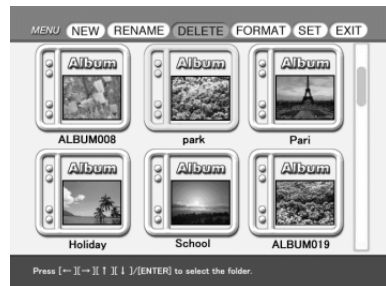 MENU NEW RENAME DELETE FORMAT SET EXIT
Album Album Album
ALBUM008 park Pari
Album Album Album
Holiday School ALBUM019
Press [←][→][↑][↓]/[ENTER] to select the folder.